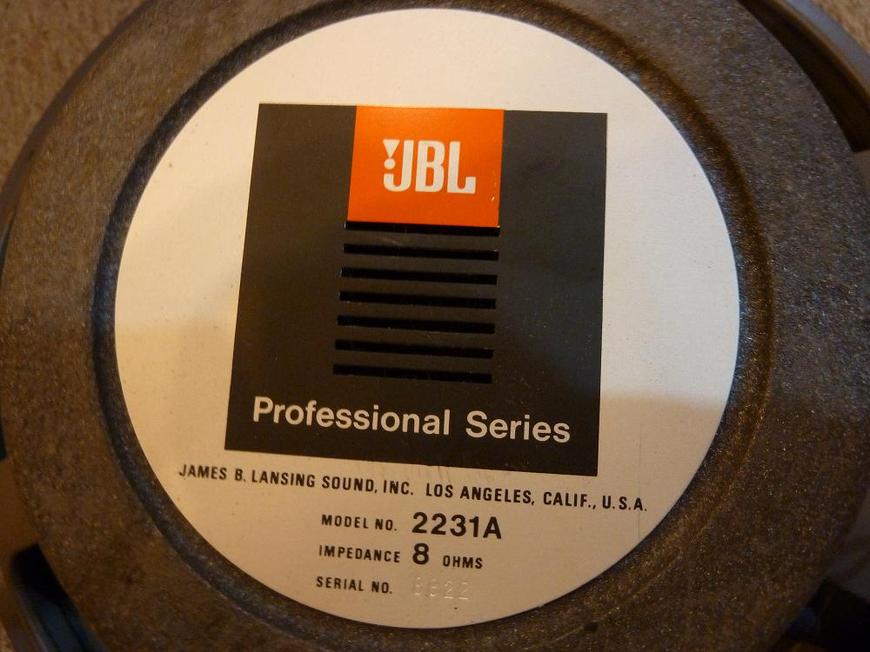 JBL
Professional Series
JAMES B. LANSING SOUND, INC. LOS ANGELES, CALIF., U.S.A.
MODEL NO. 2231A
IMPEDANCE 8 OHMS
SERIAL NO.